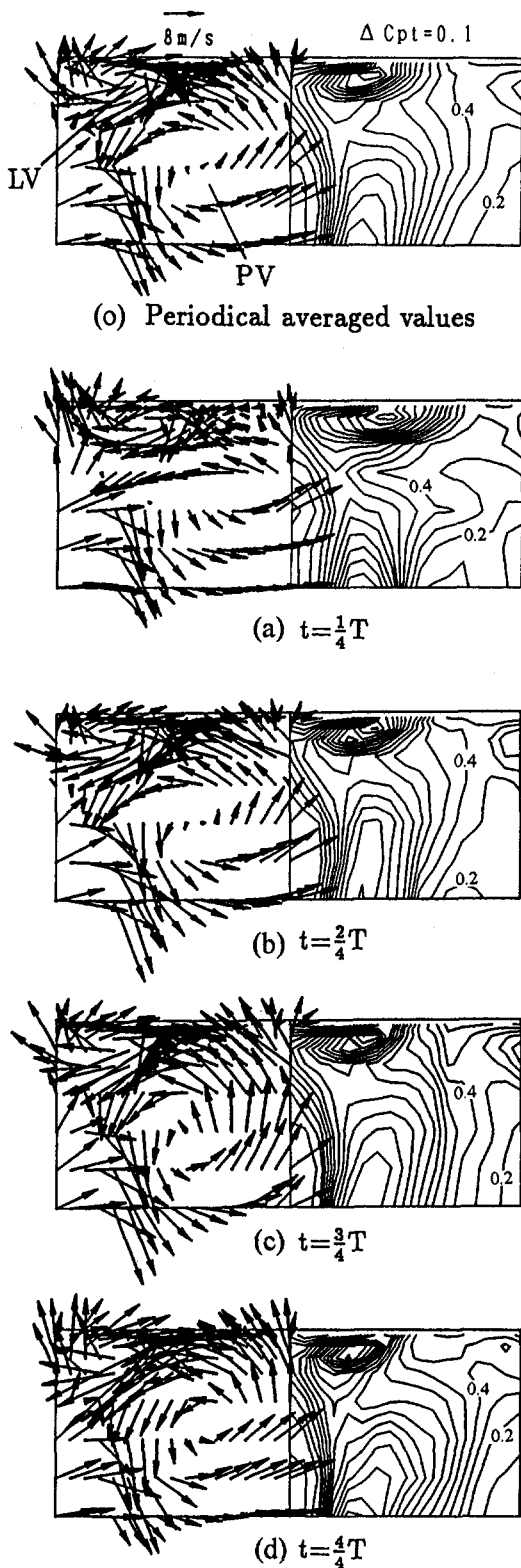 8m/s
Δ Cpt=0.1
0.4
0.2
LV
PV
(o) Periodical averaged values
0.4
0.2
(a) t=¼T
0.4
0.2
(b) t=2/4T
0.4
0.2
(c) t=¾T
0.4
0.2
(d) t=4/4T